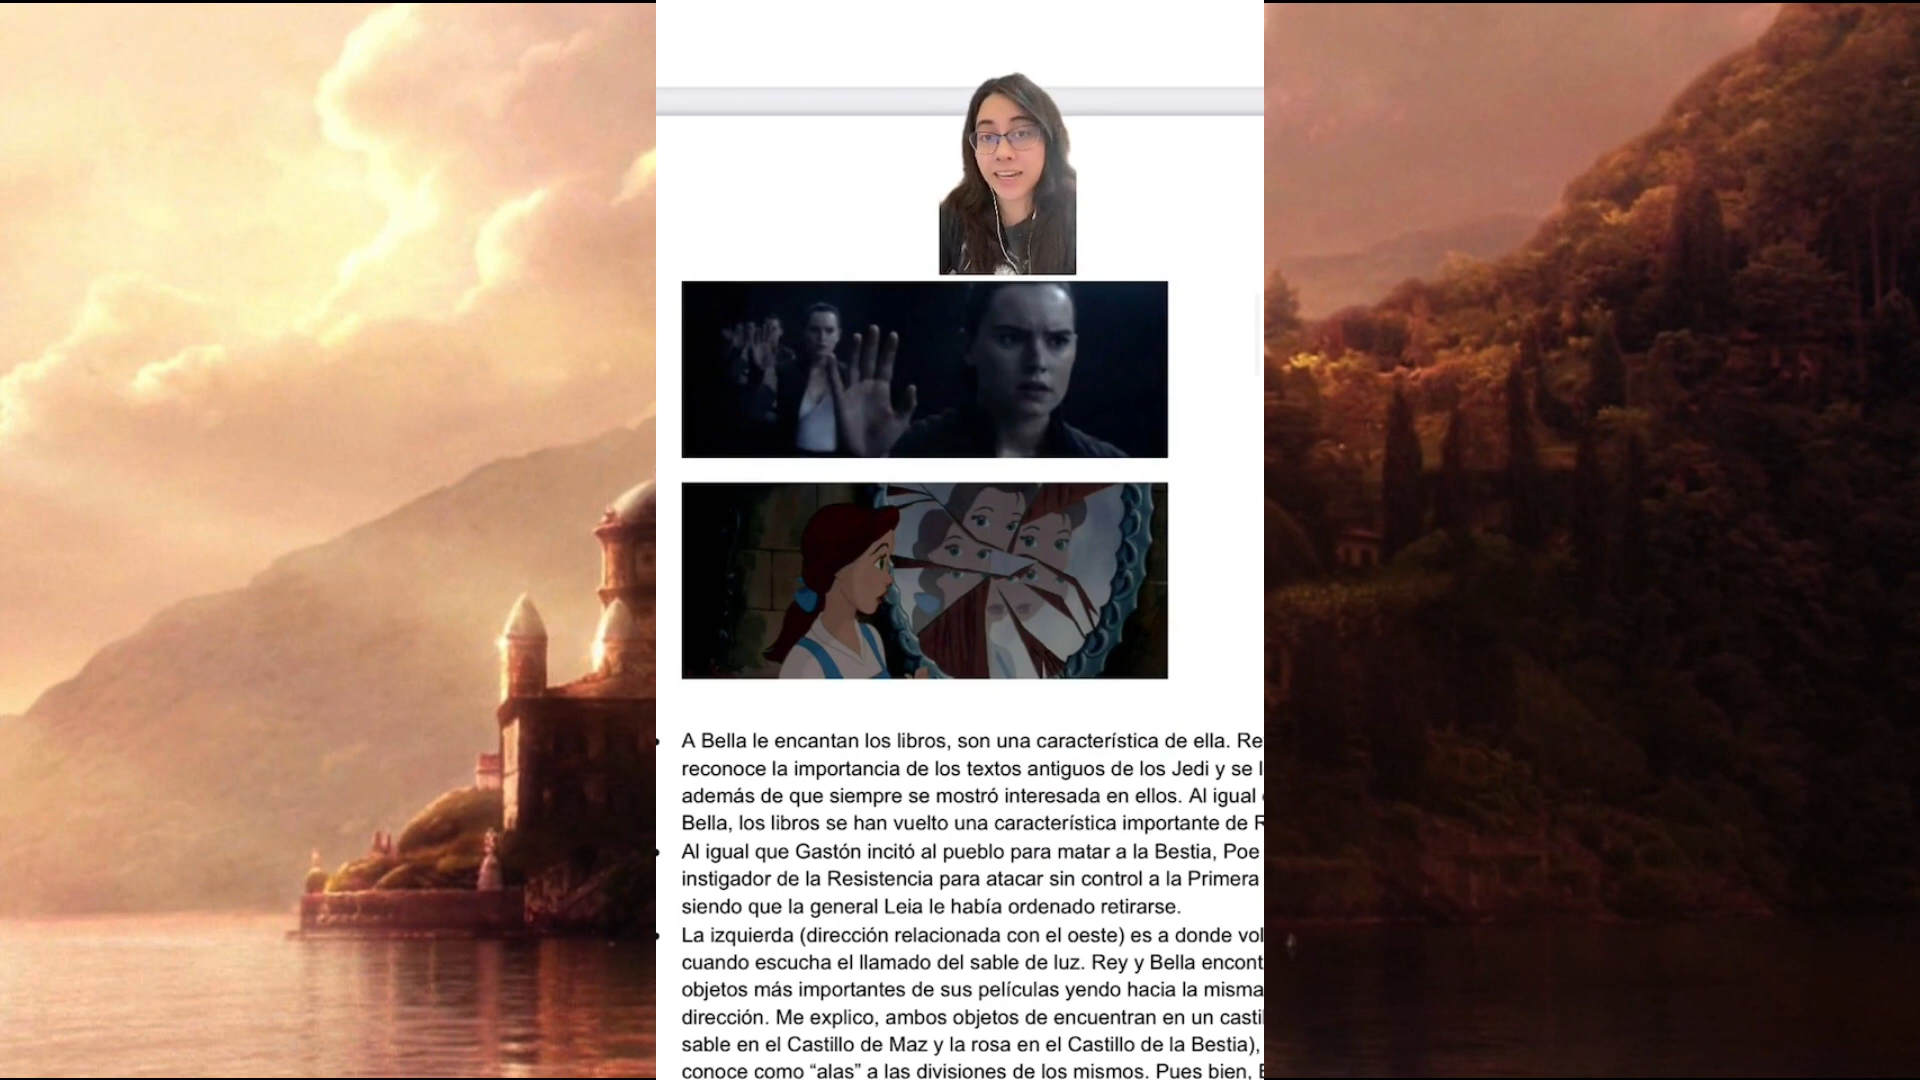 A Bella le encantan los libros, son una característica de ella. Re
reconoce la importancia de los textos antiguos de los Jedi y se l
además de que siempre se mostró interesada en ellos. Al igual
Bella, los libros se han vuelto una característica importante de R
Al igual que Gastón incitó al pueblo para matar a la Bestia, Poe
instigador de la Resistencia para atacar sin control a la Primera
siendo que la general Leia le había ordenado retirarse.
La izquierda (dirección relacionada con el oeste) es a donde vol
cuando escucha el llamado del sable de luz. Rey y Bella encont
objetos más importantes de sus películas yendo hacia la misma
dirección. Me explico, ambos objetos de encuentran en un casti
sable en el Castillo de Maz y la rosa en el Castillo de la Bestia),
conoce como “alas” a las divisiones de los mismos. Pues bien,